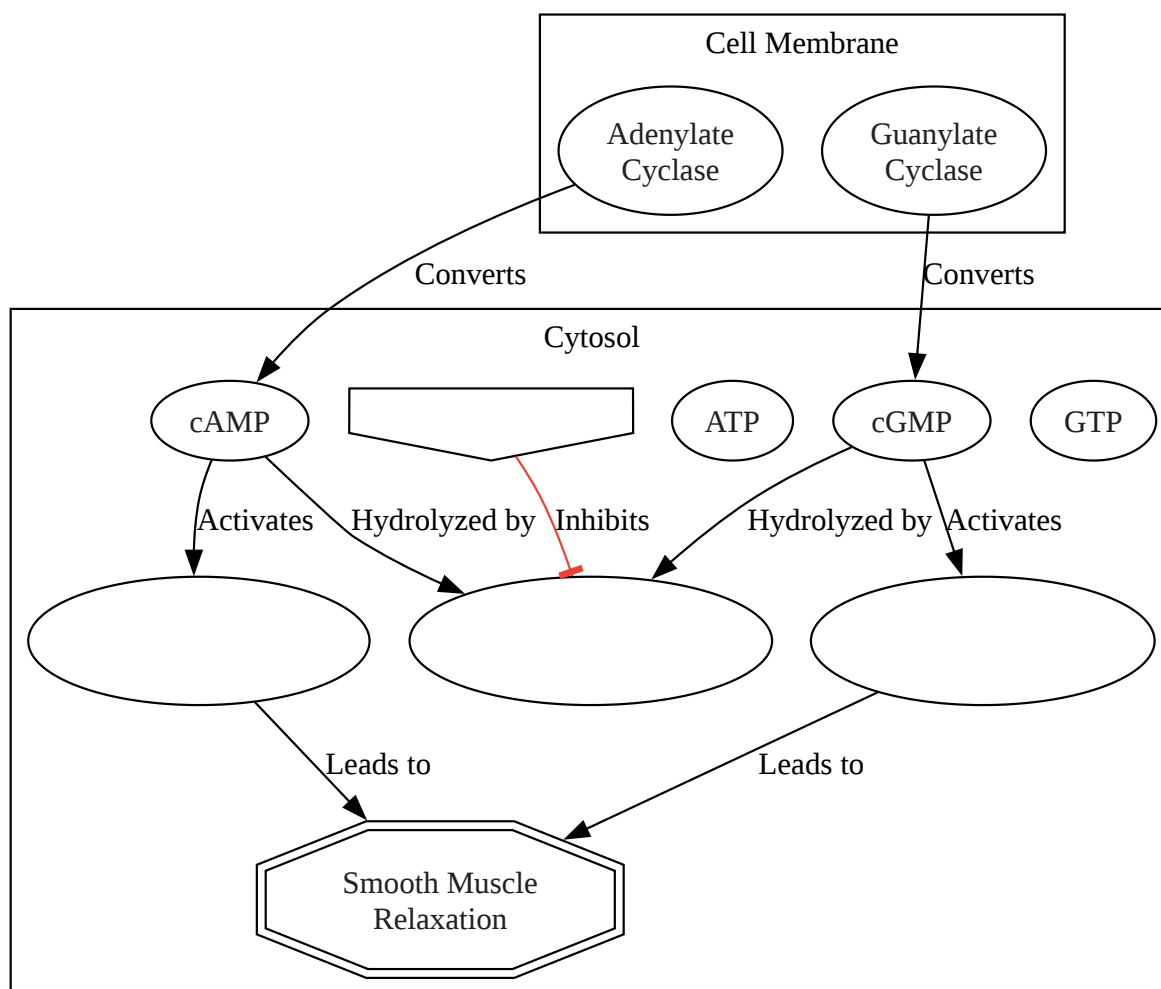 Cell Membrane
Adenylate
Cyclase
Guanylate
Cyclase
Converts
Converts
Cytosol
cAMP
ATP
cGMP
GTP
Activates
Hydrolyzed by
Inhibits
Hydrolyzed by
Activates
Leads to
Leads to
Smooth Muscle
Relaxation